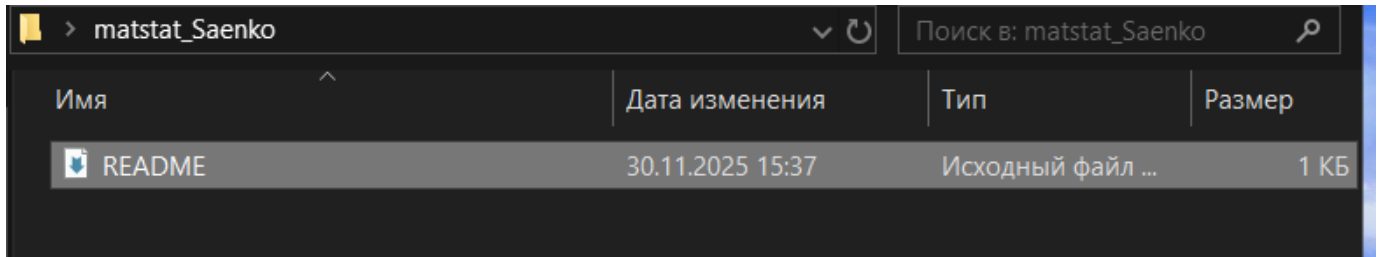 matstat_Saenko Поиск в: matstat_Saenko
Имя Дата изменения Тип Размер
README 30.11.2025 15:37 Исходный файл ... 1 КБ